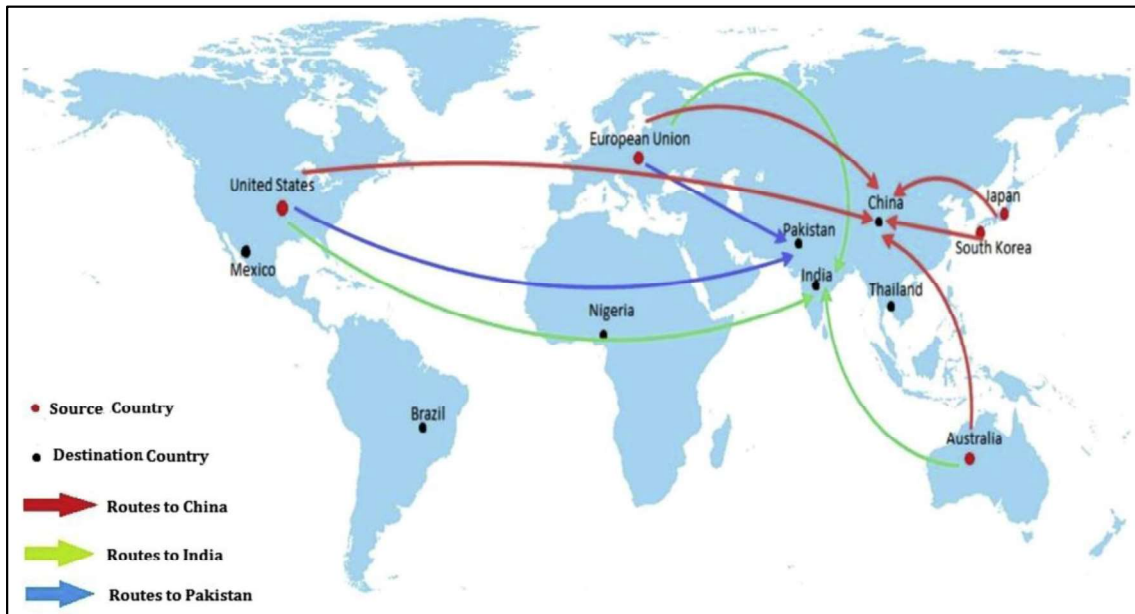 European Union
United States
China
Japan
Pakistan
South Korea
Mexico
India
Thailand
Nigeria
Brazil
Australia
Source Country
Destination Country
Routes to China
Routes to India
Routes to Pakistan